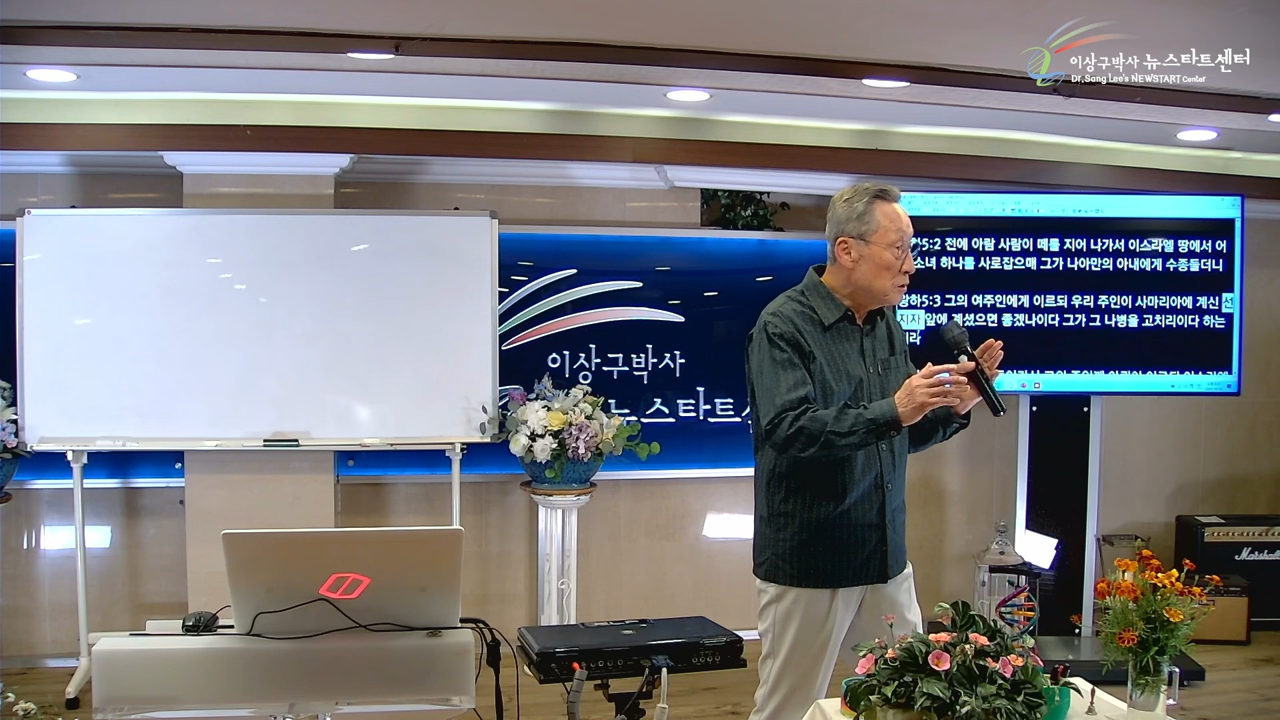 이상구박사 뉴스타트센터
Dr. Sang Lee's NEWSTART Center
하5:2 전에 아람 사람이 떼를 지어 나가서 이스라엘 땅에서 어
소녀 하나를 사로잡으매 그가 나아만의 아내에게 수종들더니
왕하5:3 그의 여주인에게 이르되 우리 주인이 사마리아에 계신 선
지자 앞에 계셨으면 좋겠나이다 그가 그 나병을 고치리이다 하는
이상구박사
뉴스타트
Marshall